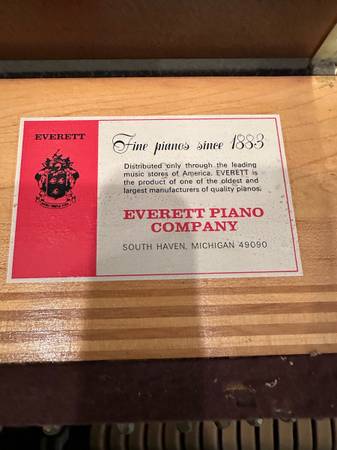 EVERETT
Fine pianos since 1883
Distributed only through the leading
music stores of America. EVERETT is
the product of one of the oldest and
largest manufacturers of quality pianos.
EVERETT PIANO
COMPANY
SOUTH HAVEN, MICHIGAN 49090